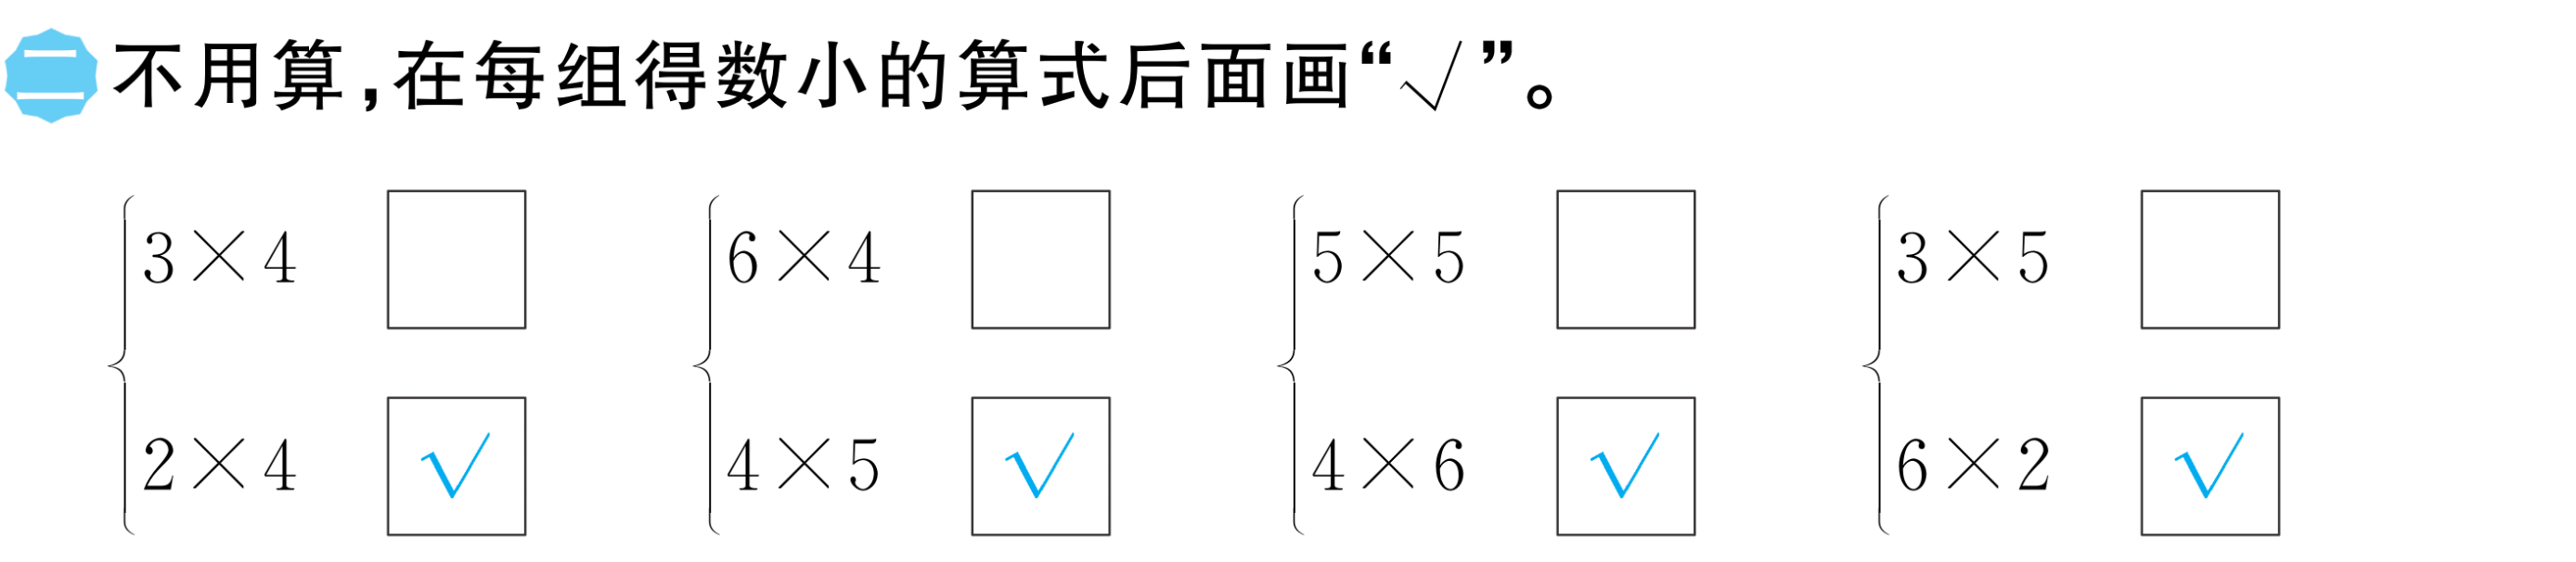 二 不用算,在每组得数小的算式后面画“√”。
3×4 6×4 5×5 3×5
2×4 √ 4×5 √ 4×6 √ 6×2 √